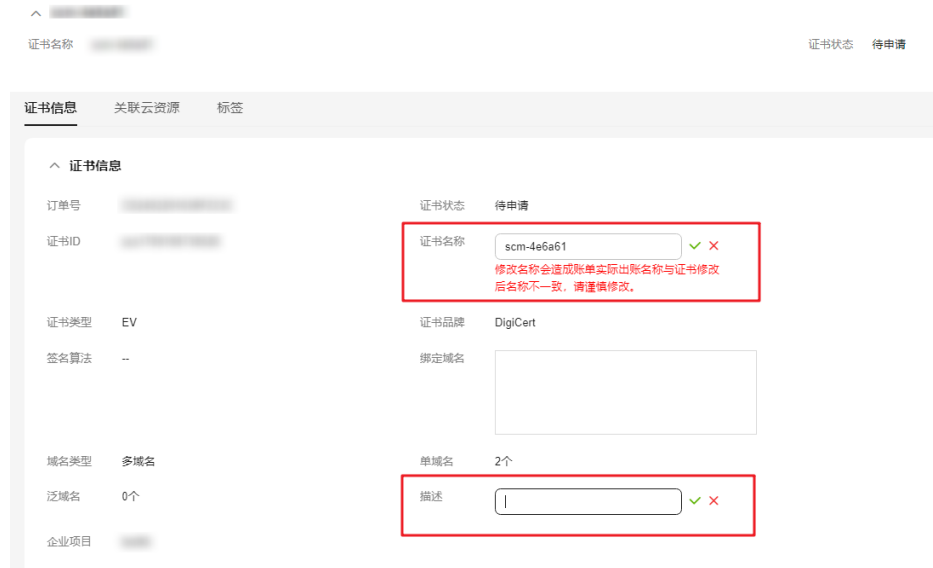 证书名称
证书状态 待申请
证书信息 关联云资源 标签
证书信息
订单号
证书状态 待申请
证书ID
证书名称 scm-4e6a61
修改名称会造成账单实际出账名称与证书修改
后名称不一致，请谨慎修改。
证书类型 EV
证书品牌 DigiCert
签名算法 --
绑定域名
域名类型 多域名
单域名 2个
泛域名 0个
描述
企业项目